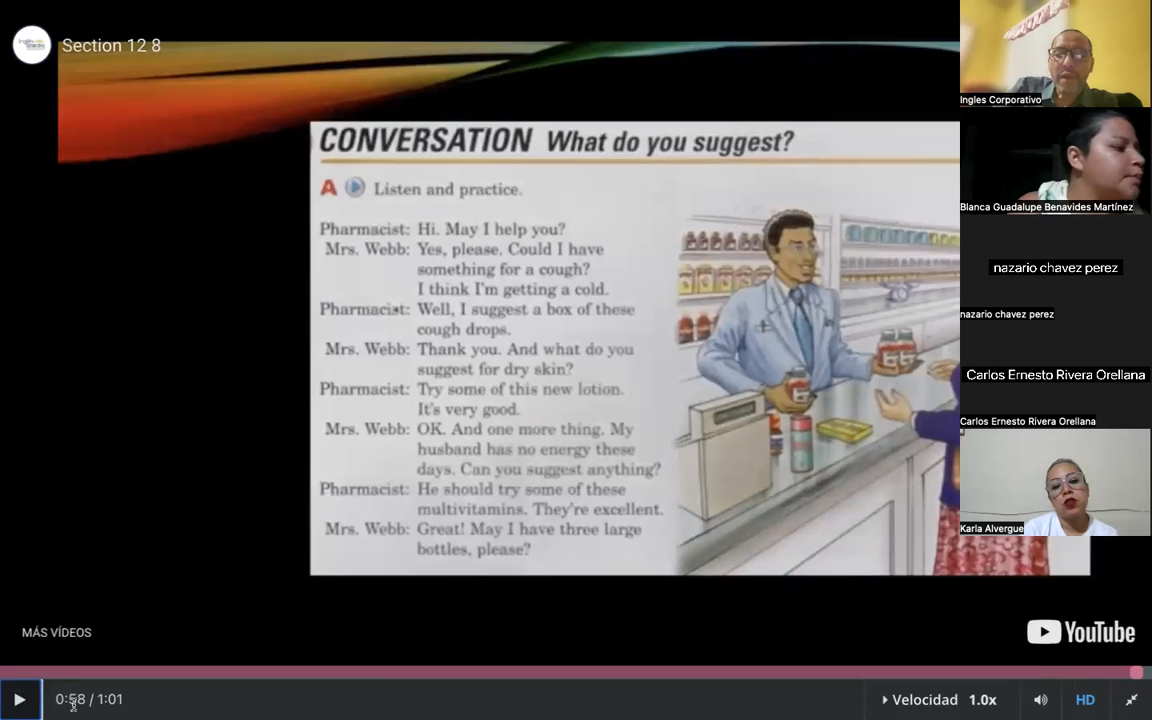 Section 12 8
CONVERSATION What do you suggest?
A Listen and practice.
Pharmacist: Hi. May I help you?
Mrs. Webb: Yes, please. Could I have
something for a cough?
I think I'm getting a cold.
Pharmacist: Well, I suggest a box of these
cough drops.
Mrs. Webb: Thank you. And what do you
suggest for dry skin?
Pharmacist: Try some of this new lotion.
It's very good.
Mrs. Webb: OK. And one more thing. My
husband has no energy these
days. Can you suggest anything?
Pharmacist: He should try some of these
multivitamins. They're excellent.
Mrs. Webb: Great! May I have three large
bottles, please?
Ingles Corporativo
Blanca Guadalupe Benavides Martínez
nazario chavez perez
nazario chavez perez
Carlos Ernesto Rivera Orellana
Carlos Ernesto Rivera Orellana
Karla Alvergue
MÁS VÍDEOS
YouTube
0:58 / 1:01
Velocidad 1.0x
HD